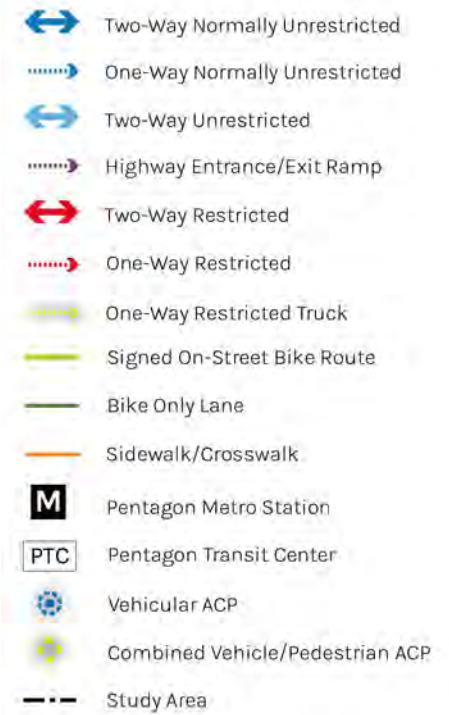 Two-Way Normally Unrestricted
One-Way Normally Unrestricted
Two-Way Unrestricted
Highway Entrance/Exit Ramp
Two-Way Restricted
One-Way Restricted
One-Way Restricted Truck
Signed On-Street Bike Route
Bike Only Lane
Sidewalk/Crosswalk
M Pentagon Metro Station
PTC Pentagon Transit Center
Vehicular ACP
Combined Vehicle/Pedestrian ACP
Study Area